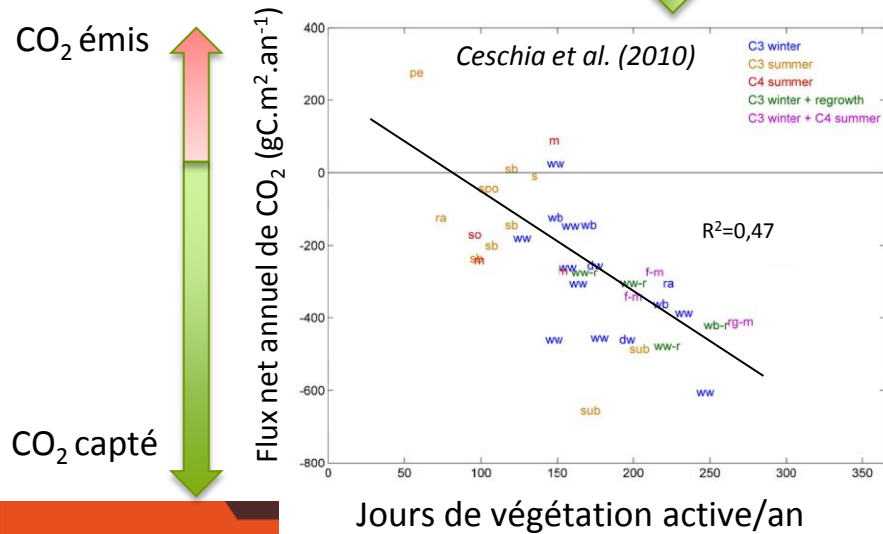 CO₂ émis
CO₂ capté
Flux net annuel de CO₂ (gC.m².an⁻¹)
400
200
0
-200
-400
-600
-800
Ceschia et al. (2010)
C3 winter
C3 summer
C4 summer
C3 winter + regrowth
C3 winter + C4 summer
R²=0,47
pe
m
ww
sb
s
spo
ra
wb
ww
wb
sb
so
ww
sb
sb
m
ww
dw
ww-r
f-m
ww
ww-r
ra
f-m
wb
ww
wb-r
rg-m
ww
ww
dw
sub
ww-r
ww
sub
0
50
100
150
200
250
300
350
Jours de végétation active/an